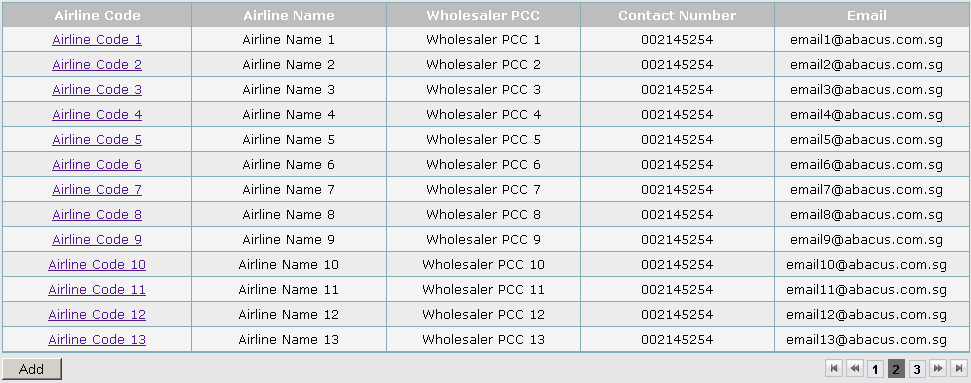 Airline Code Airline Name Wholesaler PCC Contact Number Email
Airline Code 1 Airline Name 1 Wholesaler PCC 1 002145254 email1@abacus.com.sg
Airline Code 2 Airline Name 2 Wholesaler PCC 2 002145254 email2@abacus.com.sg
Airline Code 3 Airline Name 3 Wholesaler PCC 3 002145254 email3@abacus.com.sg
Airline Code 4 Airline Name 4 Wholesaler PCC 4 002145254 email4@abacus.com.sg
Airline Code 5 Airline Name 5 Wholesaler PCC 5 002145254 email5@abacus.com.sg
Airline Code 6 Airline Name 6 Wholesaler PCC 6 002145254 email6@abacus.com.sg
Airline Code 7 Airline Name 7 Wholesaler PCC 7 002145254 email7@abacus.com.sg
Airline Code 8 Airline Name 8 Wholesaler PCC 8 002145254 email8@abacus.com.sg
Airline Code 9 Airline Name 9 Wholesaler PCC 9 002145254 email9@abacus.com.sg
Airline Code 10 Airline Name 10 Wholesaler PCC 10 002145254 email10@abacus.com.sg
Airline Code 11 Airline Name 11 Wholesaler PCC 11 002145254 email11@abacus.com.sg
Airline Code 12 Airline Name 12 Wholesaler PCC 12 002145254 email12@abacus.com.sg
Airline Code 13 Airline Name 13 Wholesaler PCC 13 002145254 email13@abacus.com.sg
Add 1 2 3